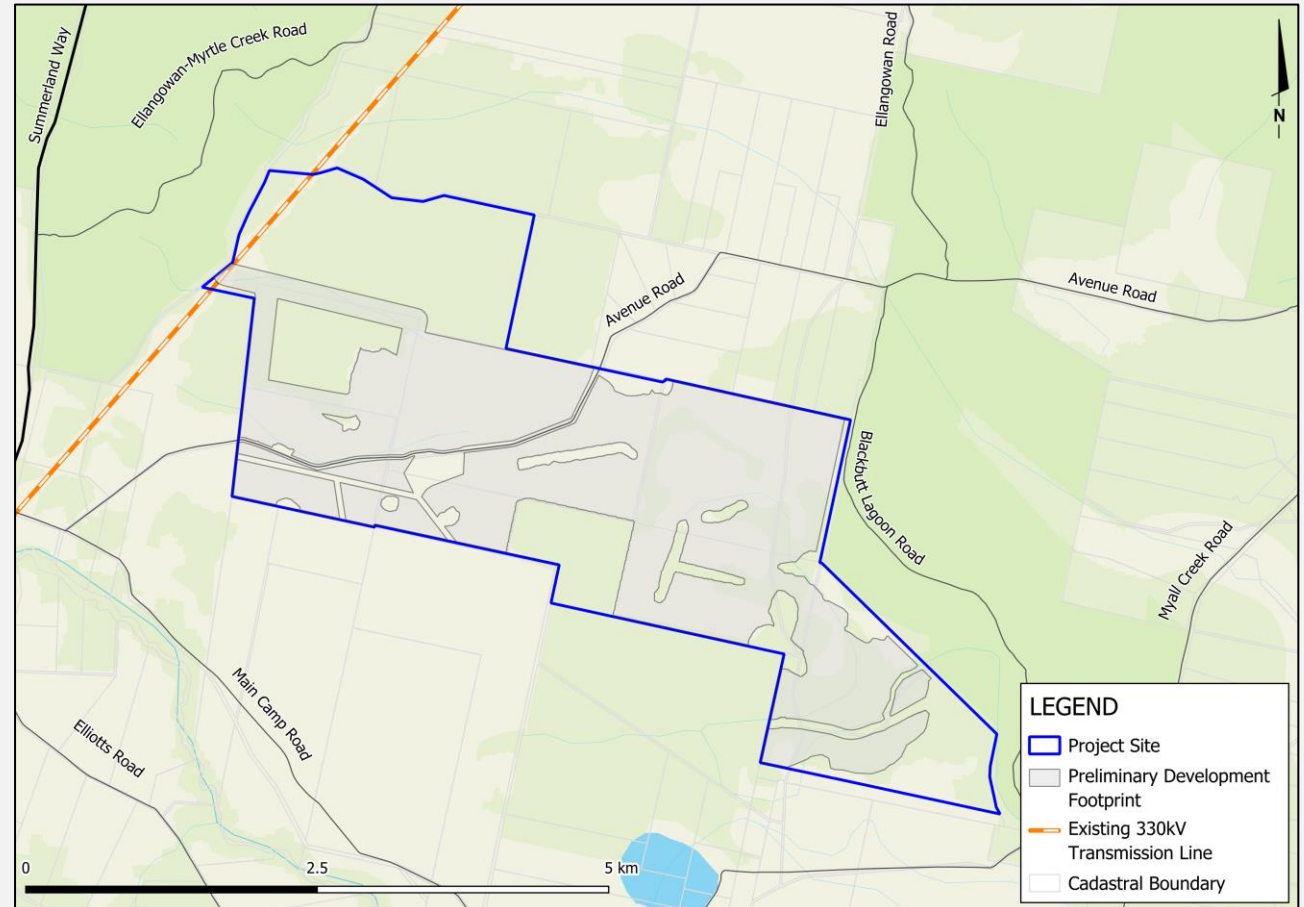 Summerland Way
Ellangowan-Myrtle Creek Road
Ellangowan Road
N
Avenue Road
Avenue Road
Blackbutt Lagoon Road
Myall Creek Road
Main Camp Road
Elliotts Road
LEGEND
Project Site
Preliminary Development
Footprint
Existing 330kV
Transmission Line
Cadastral Boundary
0 2.5 5 km